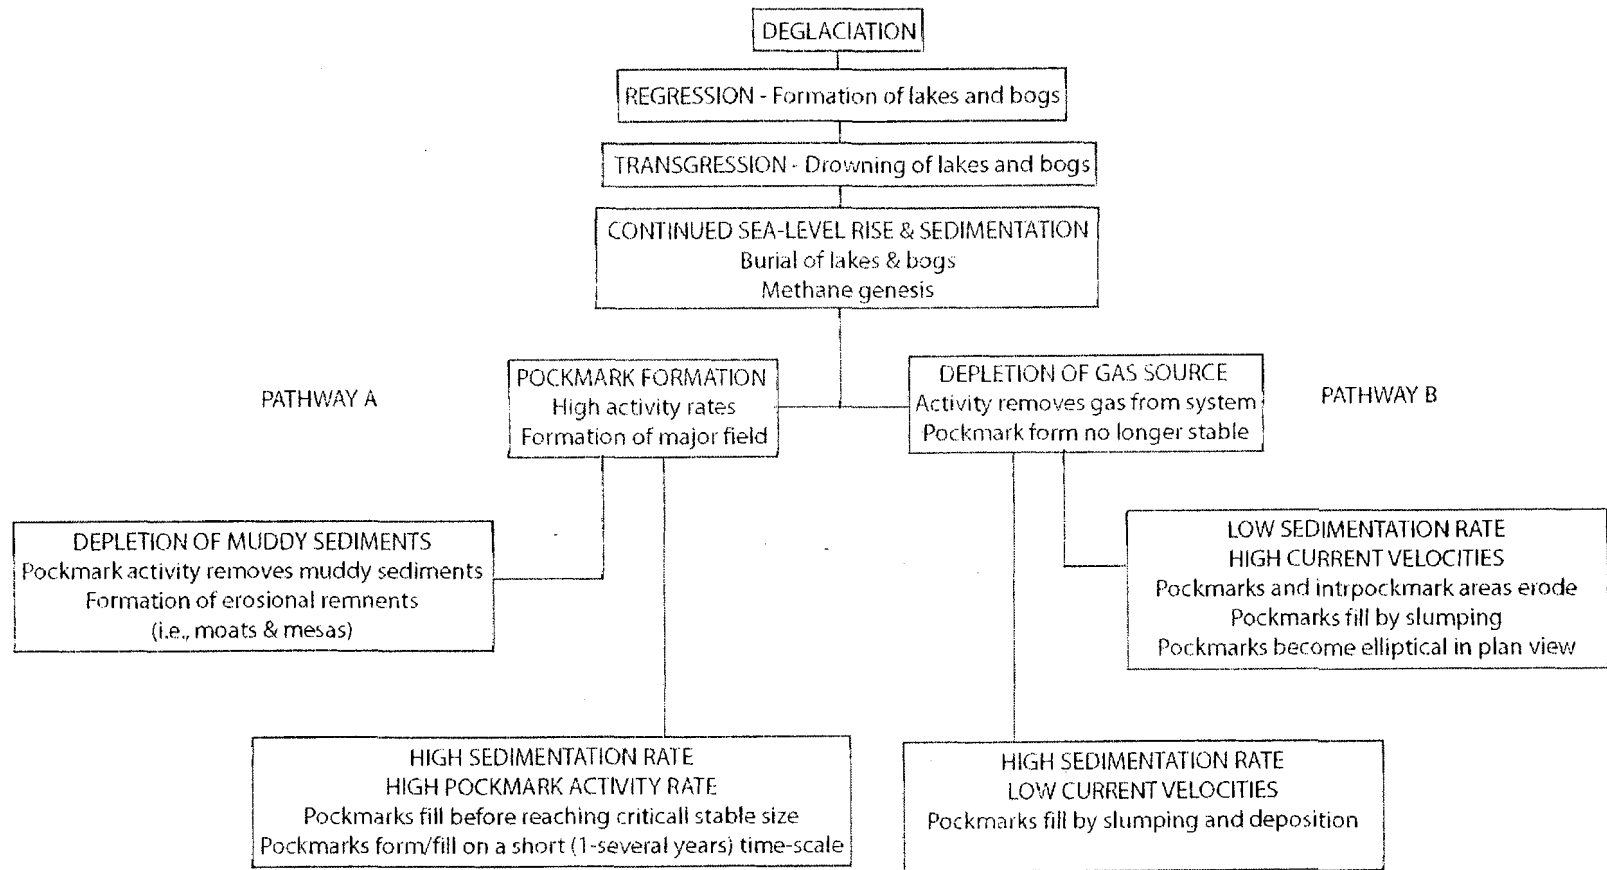 DEGLACIATION
REGRESSION - Formation of lakes and bogs
TRANSGRESSION - Drowning of lakes and bogs
CONTINUED SEA-LEVEL RISE & SEDIMENTATION
Burial of lakes & bogs
Methane genesis
PATHWAY A
POCKMARK FORMATION
High activity rates
Formation of major field
DEPLETION OF GAS SOURCE
Activity removes gas from system
Pockmark form no longer stable
PATHWAY B
DEPLETION OF MUDDY SEDIMENTS
Pockmark activity removes muddy sediments
Formation of erosional remnents
(i.e., moats & mesas)
LOW SEDIMENTATION RATE
HIGH CURRENT VELOCITIES
Pockmarks and intrpockmark areas erode
Pockmarks fill by slumping
Pockmarks become elliptical in plan view
HIGH SEDIMENTATION RATE
HIGH POCKMARK ACTIVITY RATE
Pockmarks fill before reaching criticall stable size
Pockmarks form/fill on a short (1-several years) time-scale
HIGH SEDIMENTATION RATE
LOW CURRENT VELOCITIES
Pockmarks fill by slumping and deposition